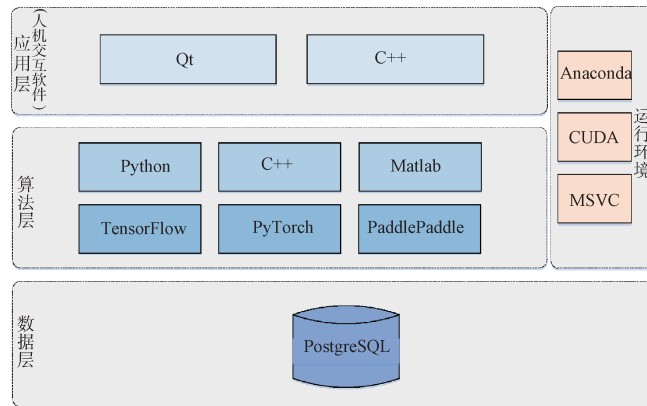 应用层
(人机交互软件)
Qt
C++
算法层
Python
C++
Matlab
TensorFlow
PyTorch
PaddlePaddle
Anaconda
CUDA
MSVC
运行环境
数据层
PostgreSQL